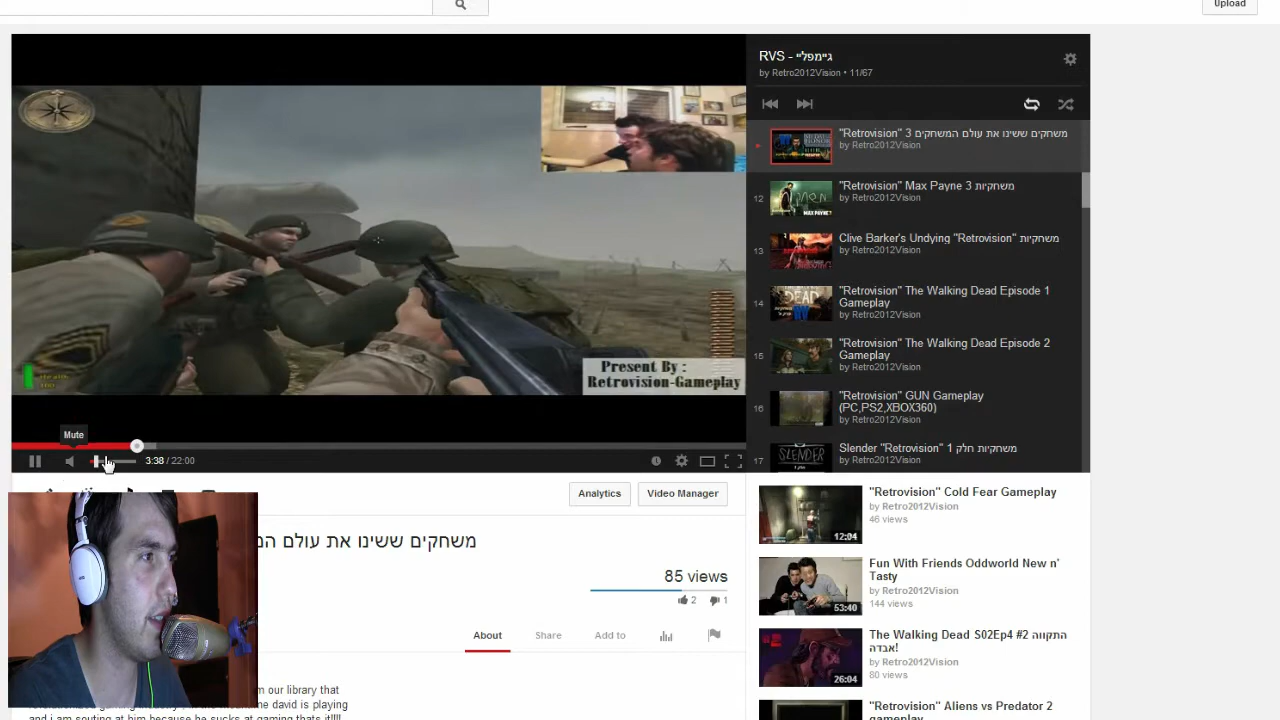 Upload
RVS - גיימפליי
by Retro2012Vision • 11/67
"Retrovision" משחקים ששינו את עולם המשחקים 3
by Retro2012Vision
12
"Retrovision" Max Payne 3 משחקיות
by Retro2012Vision
13
Clive Barker's Undying "Retrovision" משחקיות
by Retro2012Vision
14
"Retrovision" The Walking Dead Episode 1
Gameplay
by Retro2012Vision
15
"Retrovision" The Walking Dead Episode 2
Gameplay
by Retro2012Vision
16
"Retrovision" GUN Gameplay
(PC,PS2,XBOX360)
by Retro2012Vision
17
Slender "Retrovision" משחקיות חלק 1
by Retro2012Vision
Present By :
Retrovision-Gameplay
Mute
3:38 / 22:00
Analytics
Video Manager
משחקים ששינו את עולם
85 views
2
1
About
Share
Add to
m our library that
david is playing
and i am souting at him because he sucks at gaming thats it!!!!
"Retrovision" Cold Fear Gameplay
by Retro2012Vision
46 views
12:04
Fun With Friends Oddworld New n'
Tasty
by Retro2012Vision
144 views
53:40
The Walking Dead S02Ep4 #2 התקווה
אבדה!
by Retro2012Vision
80 views
26:04
"Retrovision" Aliens vs Predator 2
gameplay